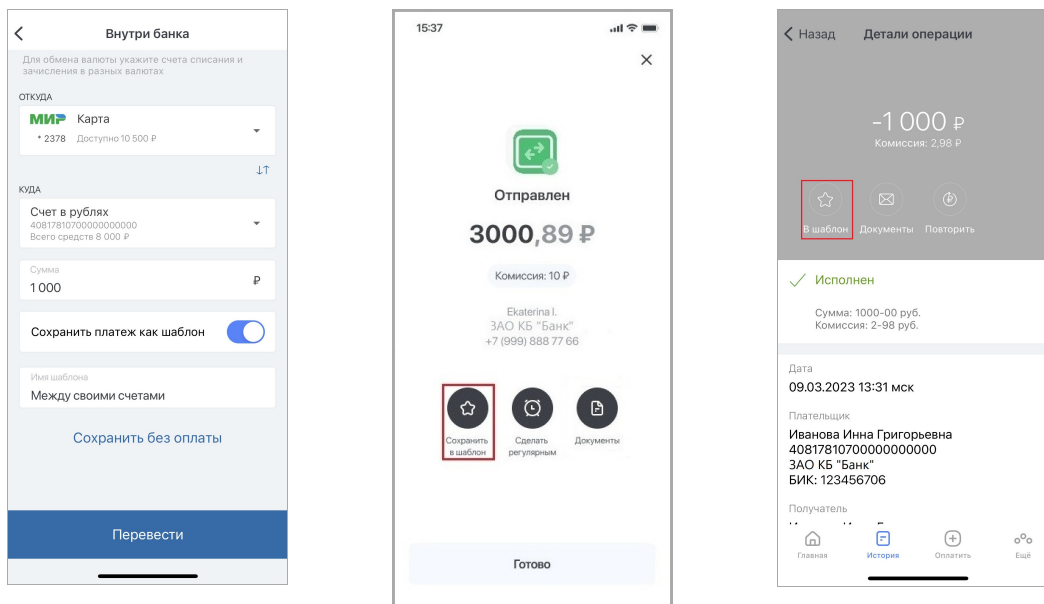 Внутри банка
Для обмена валюты укажите счета списания и
зачисления в разных валютах
ОТКУДА
МИР Карта
* 2378 Доступно 10 500 ₽
КУДА
Счет в рублях
40817810700000000000
Всего средств 8 000 ₽
Сумма
1 000 ₽
Сохранить платеж как шаблон
Имя шаблона
Между своими счетами
Сохранить без оплаты
Перевести
15:37
Отправлен
3000,89 ₽
Комиссия: 10 ₽
Ekaterina I.
ЗАО КБ "Банк"
+7 (999) 888 77 66
Сохранить
в шаблон
Сделать
регулярным
Документы
Готово
Назад Детали операции
-1 000 ₽
Комиссия: 2,98 ₽
В шаблон Документы Повторить
Исполнен
Сумма: 1000-00 руб.
Комиссия: 2-98 руб.
Дата
09.03.2023 13:31 мск
Плательщик
Иванова Инна Григорьевна
40817810700000000000
ЗАО КБ "Банк"
БИК: 123456706
Получатель
Главная История Оплатить Ещё